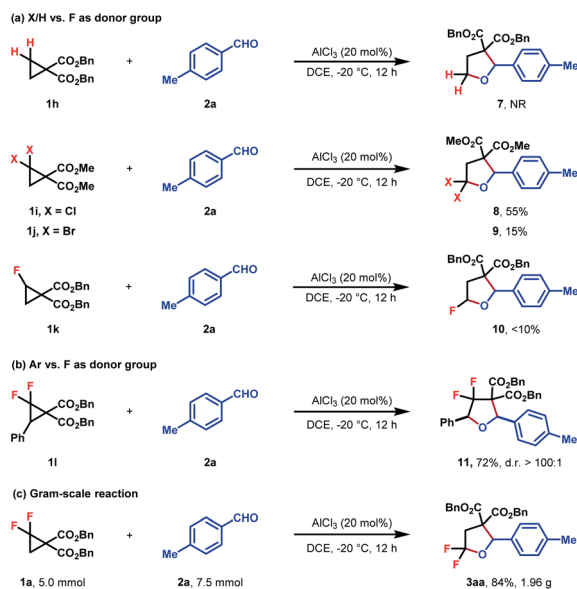 (a) X/H vs. F as donor group
H H CO₂Bn CO₂Bn
1h
+
CHO Me
2a
AlCl₃ (20 mol%)
DCE, -20 °C, 12 h
BnO₂C CO₂Bn O Me H H
7, NR
X X CO₂Me CO₂Me
1i, X = Cl
1j, X = Br
+
CHO Me
2a
AlCl₃ (20 mol%)
DCE, -20 °C, 12 h
MeO₂C CO₂Me O Me X X
8, 55%
9, 15%
F CO₂Bn CO₂Bn
1k
+
CHO Me
2a
AlCl₃ (20 mol%)
DCE, -20 °C, 12 h
BnO₂C CO₂Bn O Me F
10, <10%
(b) Ar vs. F as donor group
F F CO₂Bn CO₂Bn Ph
1l
+
CHO Me
2a
AlCl₃ (20 mol%)
DCE, -20 °C, 12 h
F F CO₂Bn CO₂Bn Ph O Me
11, 72%, d.r. > 100:1
(c) Gram-scale reaction
F F CO₂Bn CO₂Bn
1a, 5.0 mmol
+
CHO Me
2a, 7.5 mmol
AlCl₃ (20 mol%)
DCE, -20 °C, 12 h
BnO₂C CO₂Bn O Me F F
3aa, 84%, 1.96 g